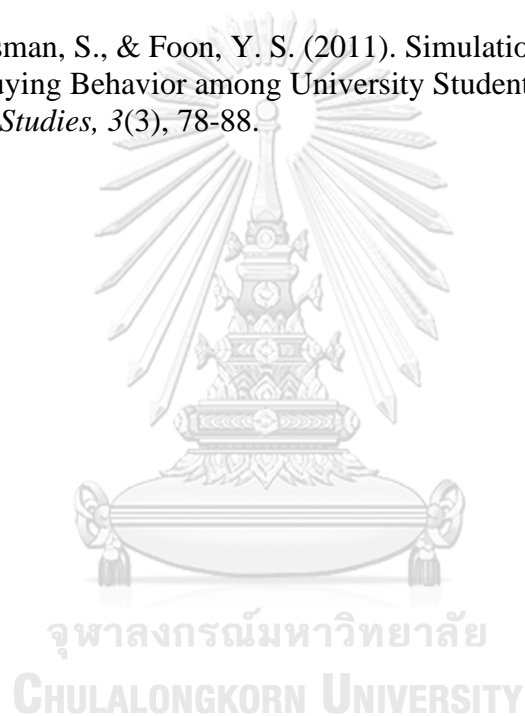 sman, S., & Foon, Y. S. (2011). Simulatio
uying Behavior among University Student
Studies, 3(3), 78-88.
จุฬาลงกรณ์มหาวิทยาลัย
CHULALONGKORN UNIVERSITY